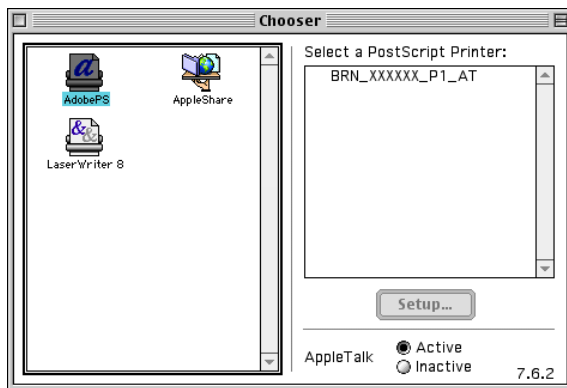 Chooser
AdobePS
AppleShare
LaserWriter 8
Select a PostScript Printer:
BRN_XXXXXX_P1_AT
Setup...
AppleTalk
Active
Inactive
7.6.2